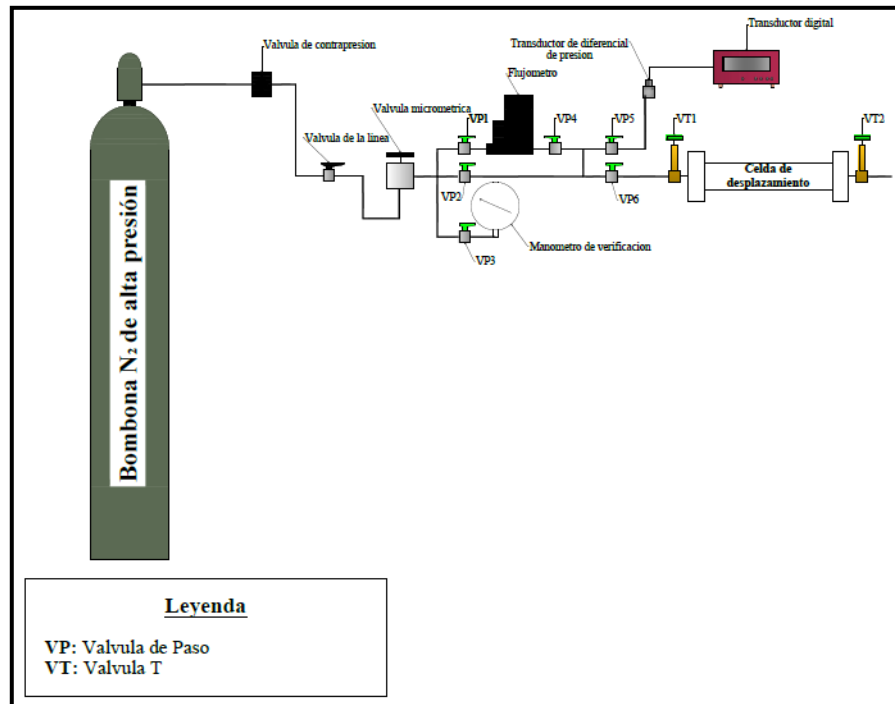 Transductor digital
Valvula de contrapresion
Transductor de diferencial
de presion
Flujometro
Valvula micrometrica
Valvula de la linea
VP1
VP4
VP5
VT1
VT2
Celda de
desplazamiento
VP2
VP6
Manometro de verificacion
VP3
Bombona N₂ de alta presión
Leyenda
VP: Valvula de Paso
VT: Valvula T